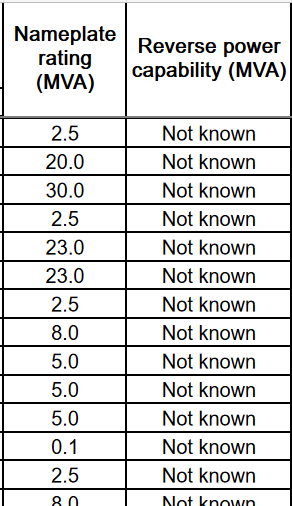 Nameplate
rating
(MVA)
Reverse power
capability (MVA)
2.5 Not known
20.0 Not known
30.0 Not known
2.5 Not known
23.0 Not known
23.0 Not known
2.5 Not known
8.0 Not known
5.0 Not known
5.0 Not known
5.0 Not known
0.1 Not known
2.5 Not known
8.0 Not known